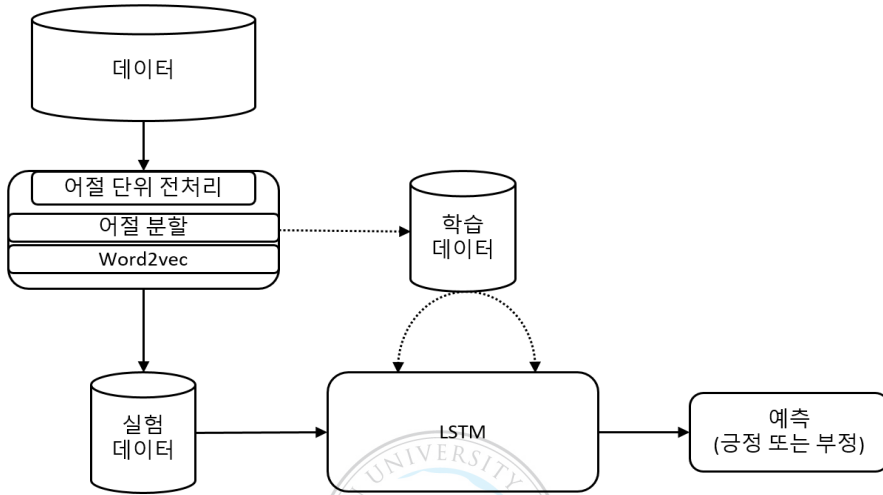 데이터
어절 단위 전처리
어절 분할
Word2vec
학습
데이터
실험
데이터
LSTM
예측
(긍정 또는 부정)
UNIVERSITY